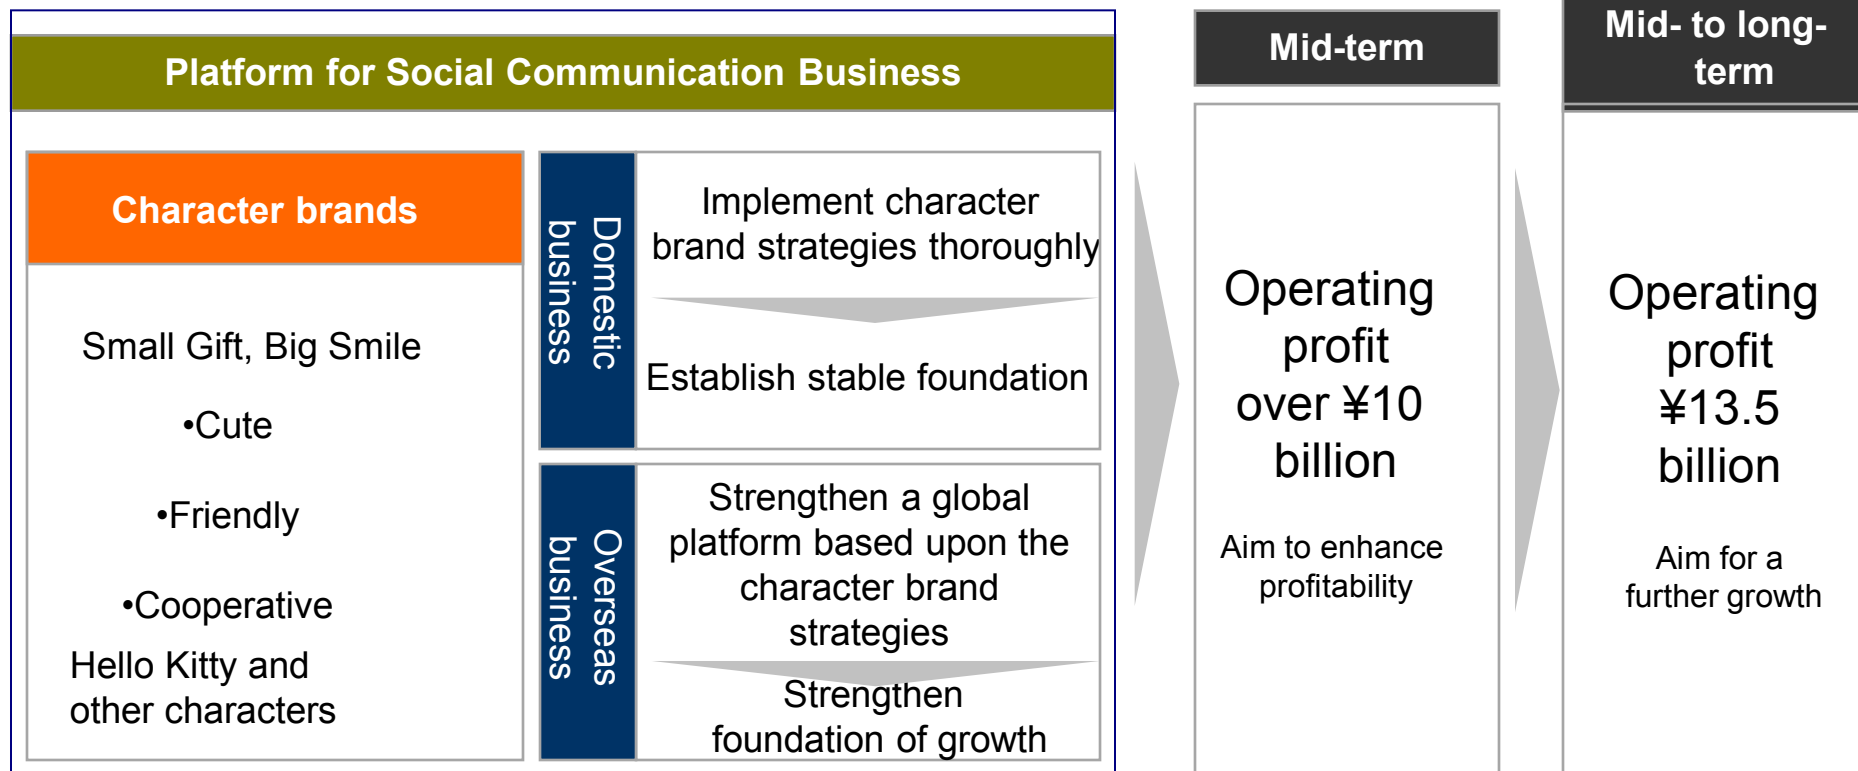 Platform for Social Communication Business
Character brands
Small Gift, Big Smile
•Cute
•Friendly
•Cooperative
Hello Kitty and
other characters
Domestic
business
Implement character
brand strategies thoroughly
Establish stable foundation
Overseas
business
Strengthen a global
platform based upon the
character brand
strategies
Strengthen
foundation of growth
Mid-term
Operating
profit
over ¥10
billion
Aim to enhance
profitability
Mid- to long-
term
Operating
profit
¥13.5
billion
Aim for a
further growth